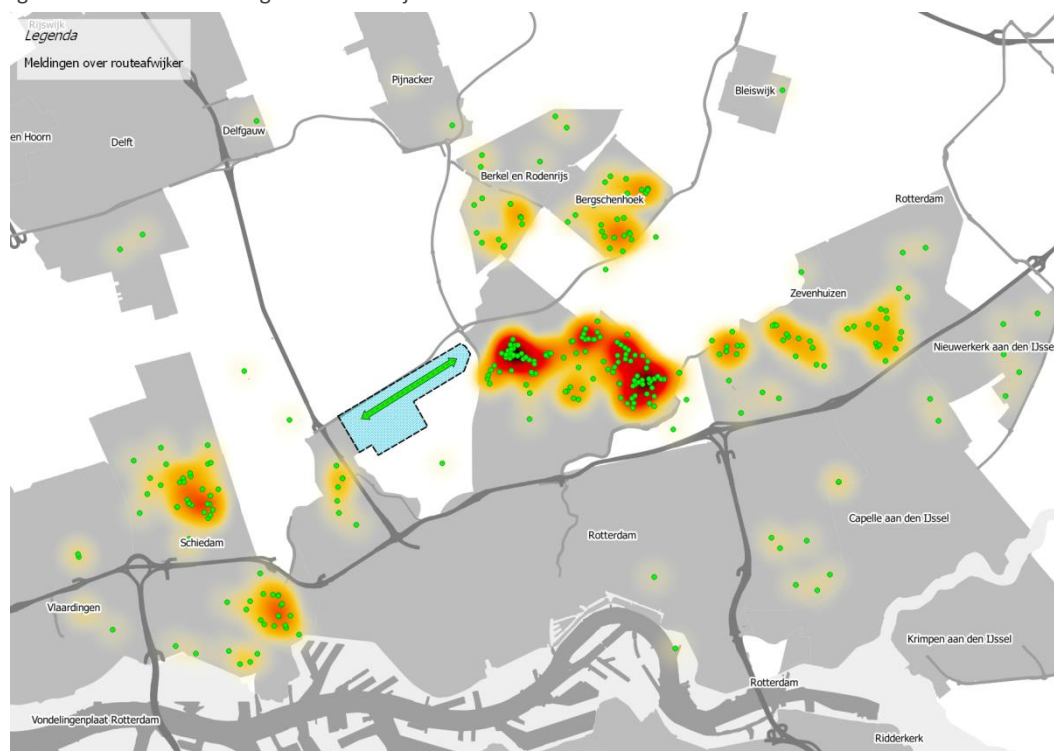 Rijswijk
Legenda
Meldingen over routeafwijker
Pijnacker
Bleiswijk
en Hoorn
Delft
Delfgauw
Berkel en Rodenrijs
Bergschenhoek
Rotterdam
Zevenhuizen
Nieuwerkerk aan den IJssel
Schiedam
Rotterdam
Capelle aan den IJssel
Vlaardingen
Krimpen aan den IJssel
Rotterdam
Vondelingenplaat Rotterdam
Ridderkerk